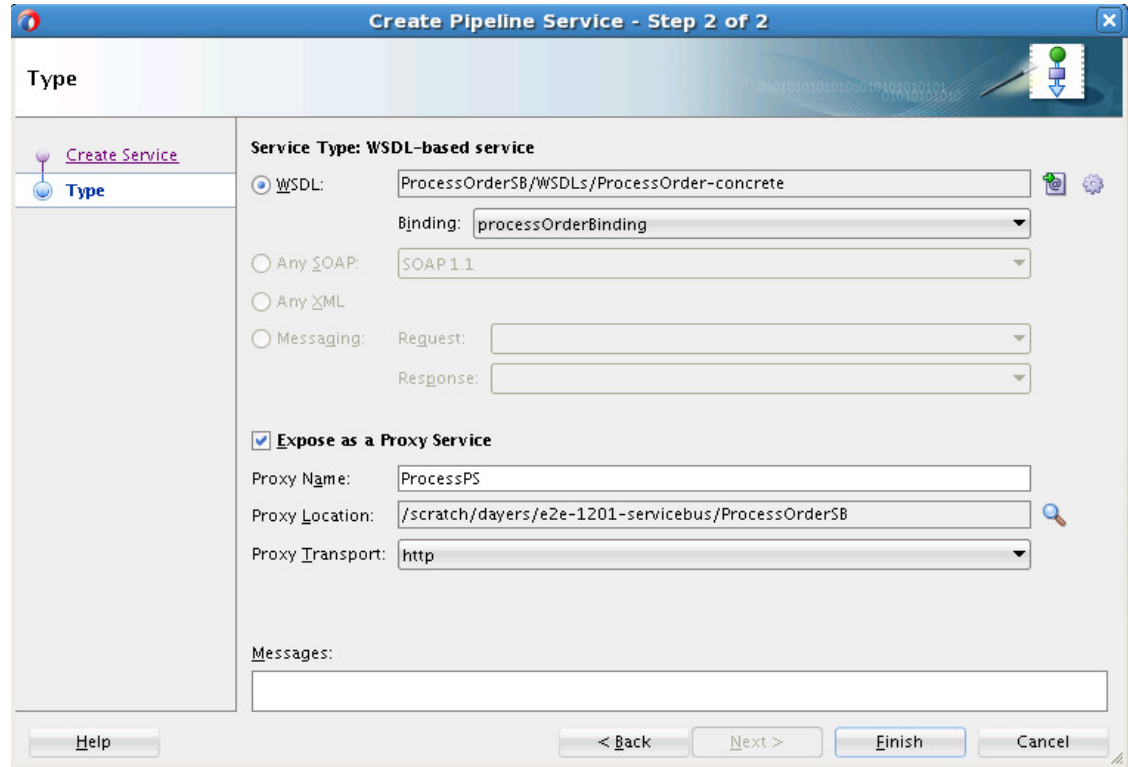 Create Pipeline Service - Step 2 of 2
Type
Create Service
Type
Service Type: WSDL-based service
WSDL: ProcessOrderSB/WSDLs/ProcessOrder-concrete
Binding: processOrderBinding
Any SOAP: SOAP 1.1
Any XML
Messaging: Request:
Response:
Expose as a Proxy Service
Proxy Name: ProcessPS
Proxy Location: /scratch/dayers/e2e-1201-servicebus/ProcessOrderSB
Proxy Transport: http
Messages:
Help < Back Next > Finish Cancel